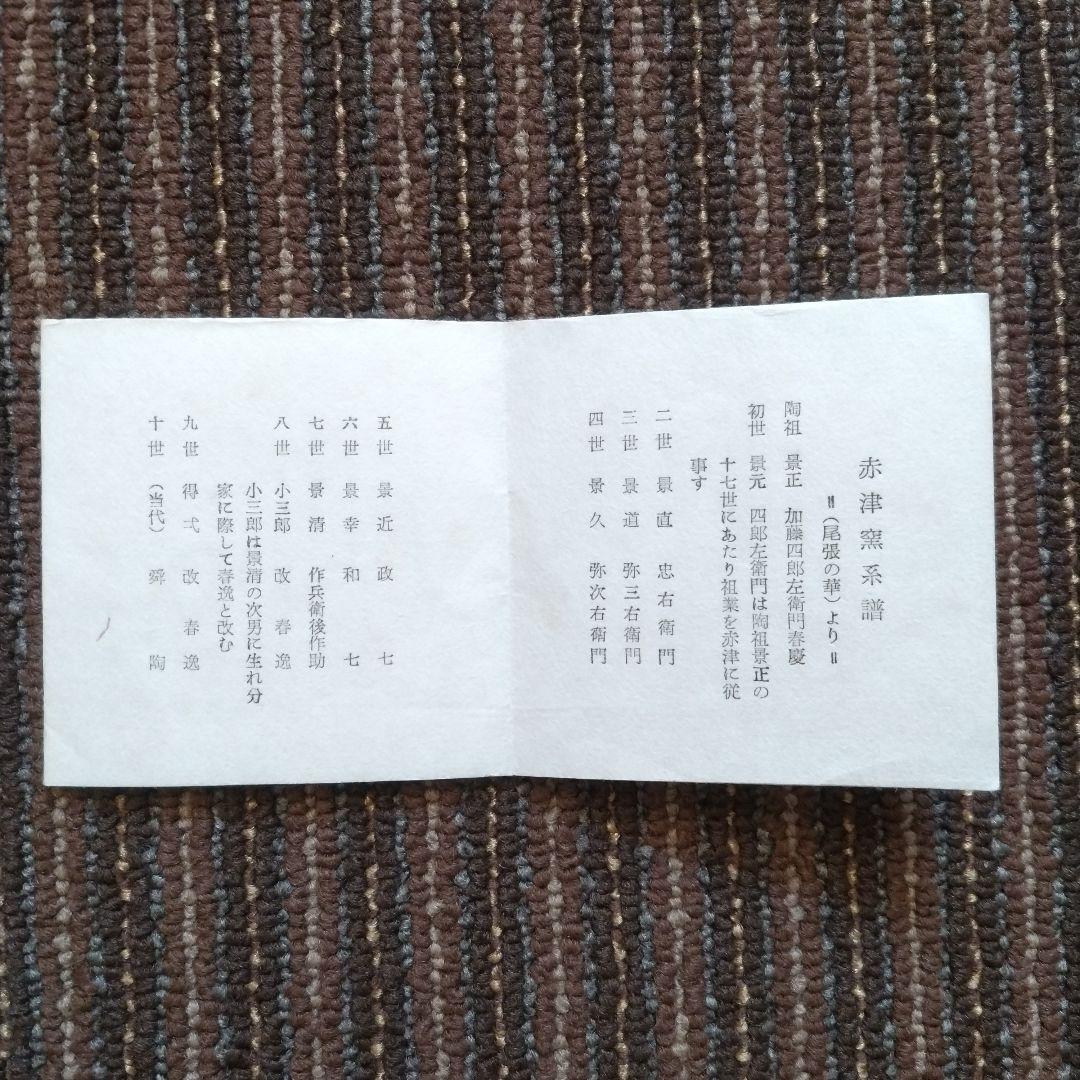 赤津窯系譜
〃(尾張の華)より〃
陶祖 景正 加藤四郎左衛門春慶
初世 景元 四郎左衛門は陶祖景正の
十七世にあたり祖業を赤津に従
事す
二世 景直 忠右衛門
三世 景道 弥三右衛門
四世 景久 弥次右衛門
五世 景近 政七
六世 景幸 和七
七世 景清 作兵衛後作助
八世 小三郎 改春逸
小三郎は景清の次男に生れ分
家に際して春逸と改む
九世 得弌 改春逸
十世 (当代) 舜陶